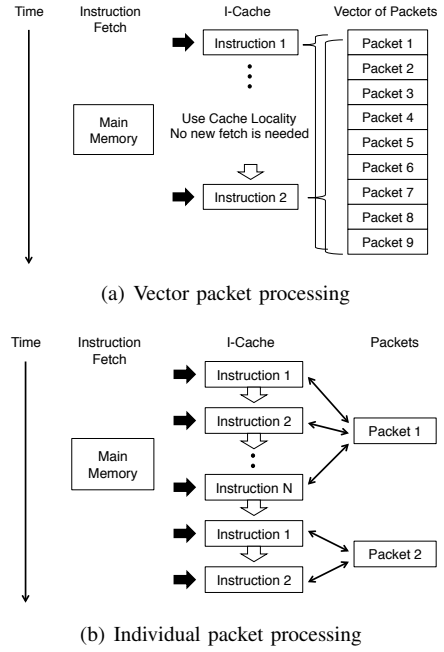 Time
Instruction
Fetch
I-Cache
Vector of Packets
Instruction 1
Use Cache Locality
No new fetch is needed
Instruction 2
Main
Memory
Packet 1
Packet 2
Packet 3
Packet 4
Packet 5
Packet 6
Packet 7
Packet 8
Packet 9
(a) Vector packet processing
Time
Instruction
Fetch
I-Cache
Packets
Instruction 1
Instruction 2
Main
Memory
Instruction N
Instruction 1
Instruction 2
Packet 1
Packet 2
(b) Individual packet processing